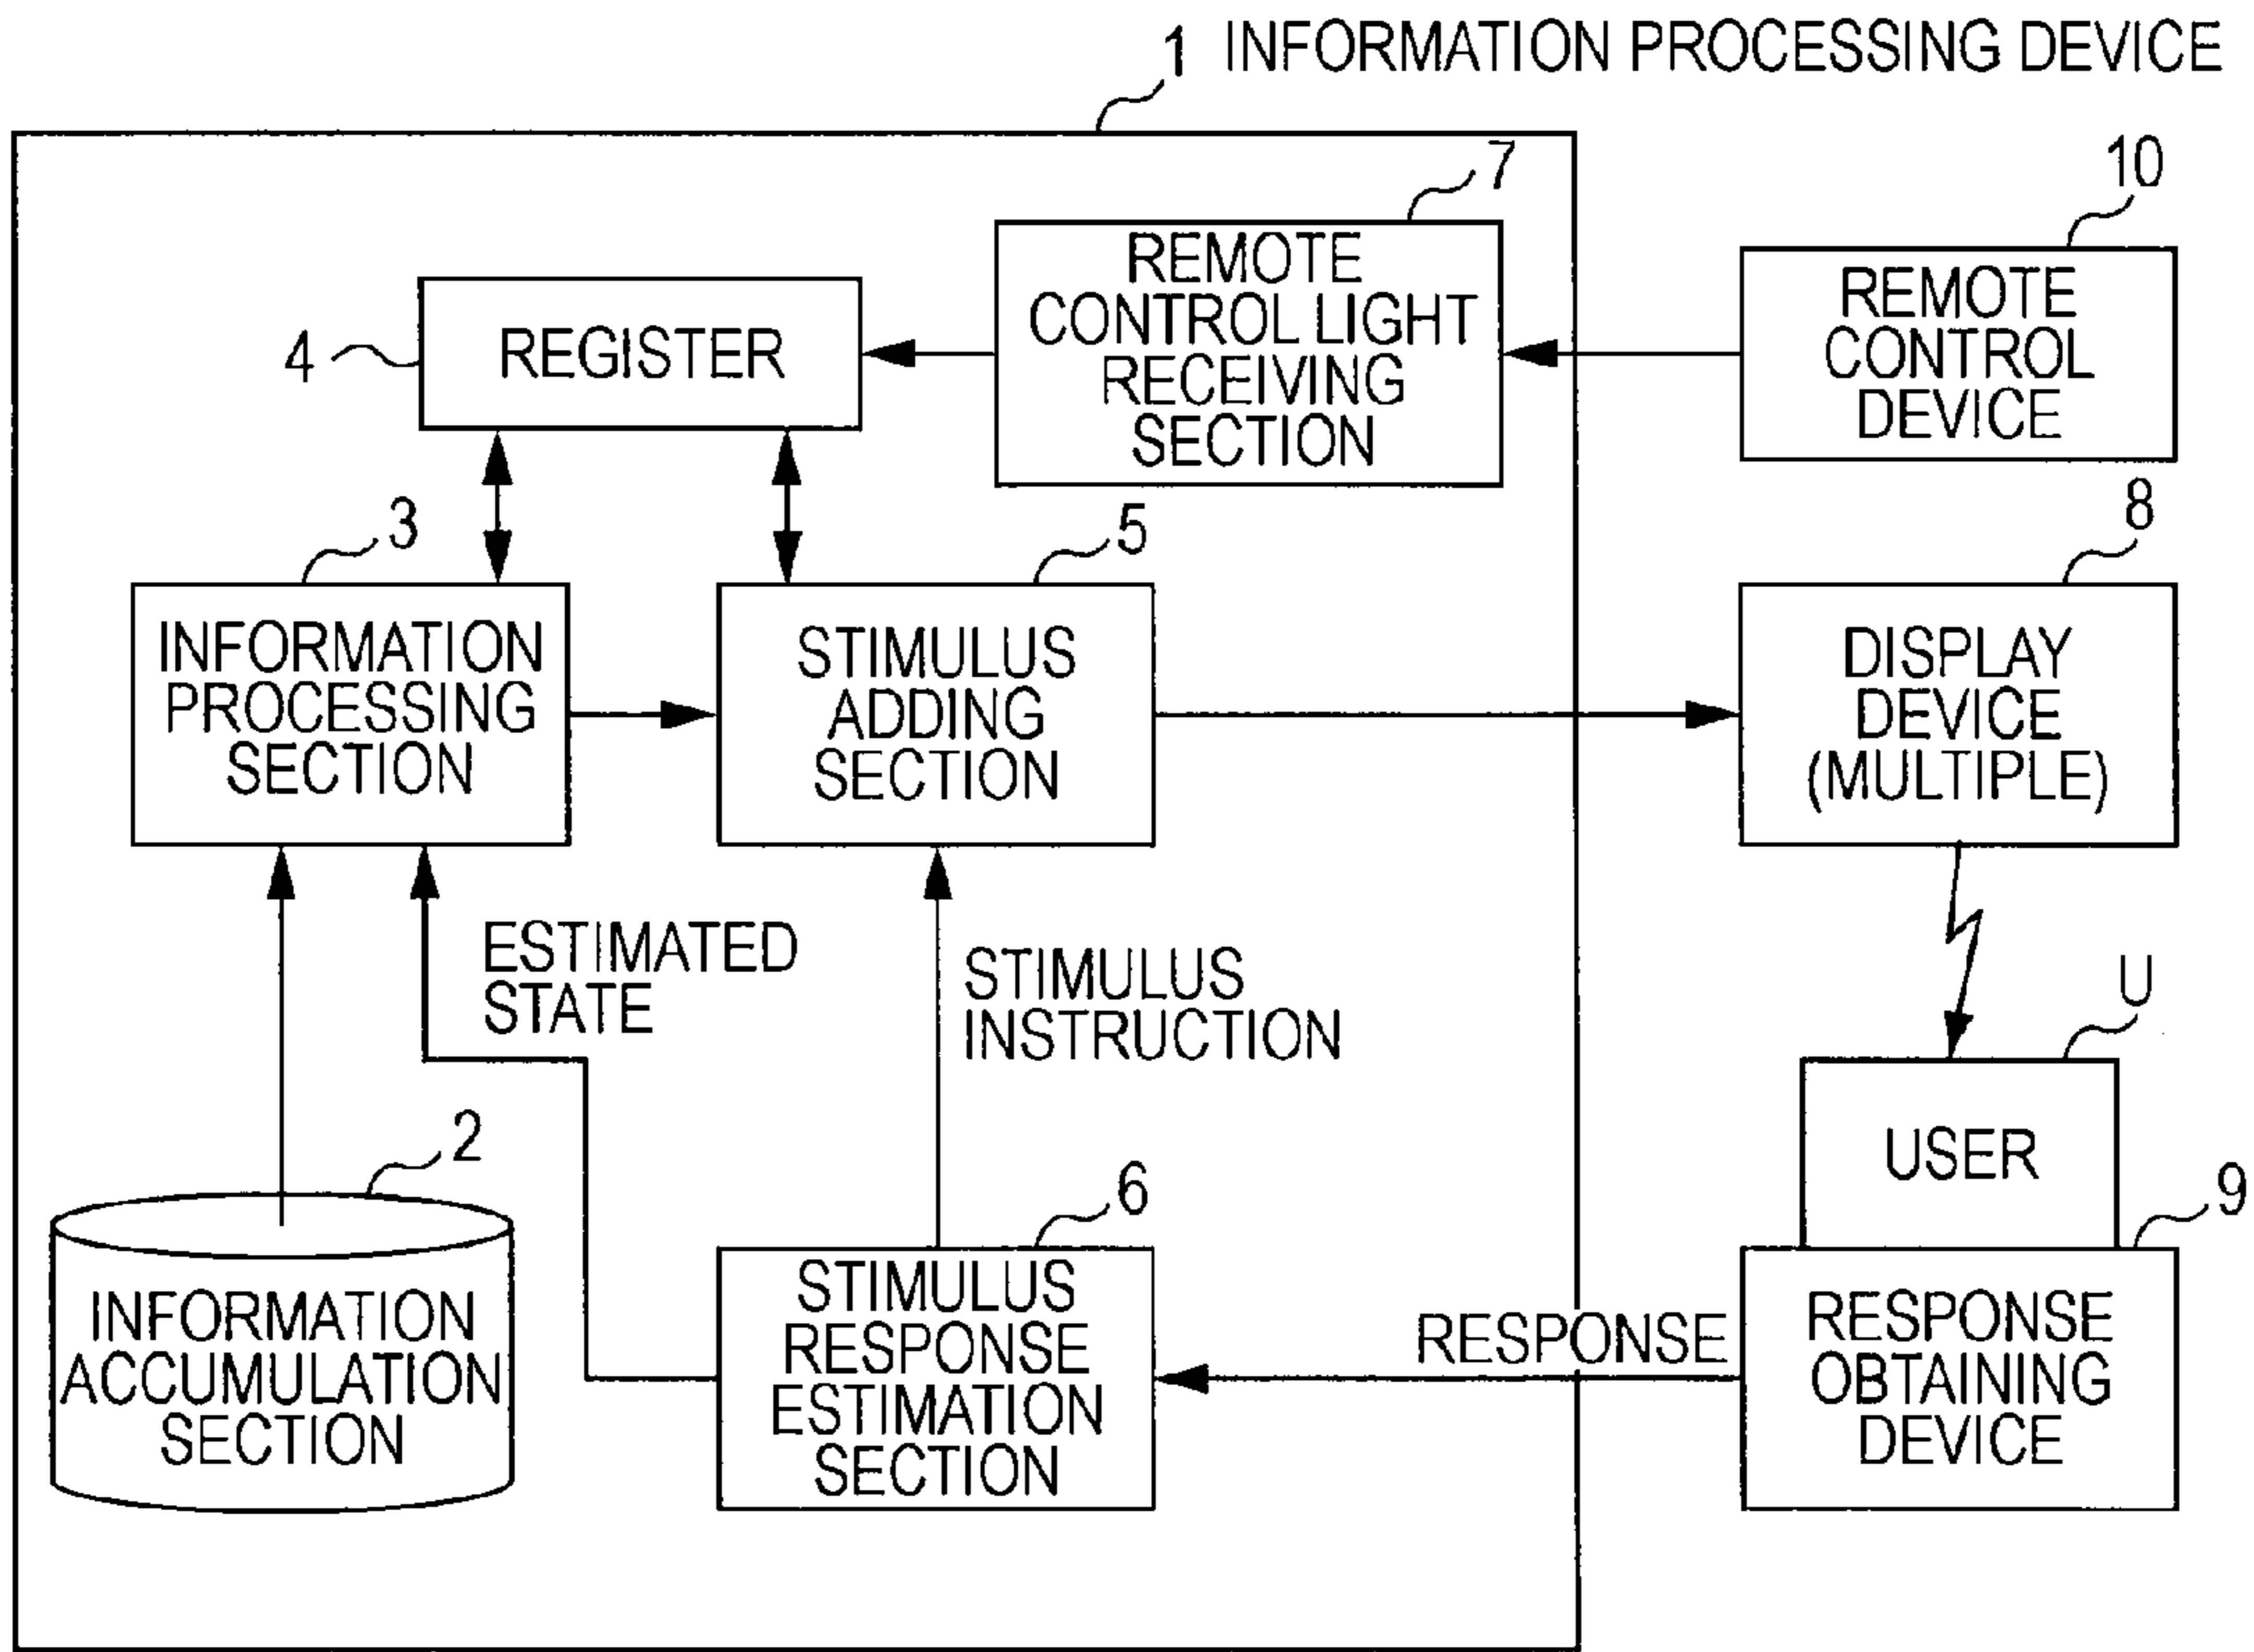 1 INFORMATION PROCESSING DEVICE
7
10
REMOTE
CONTROL LIGHT
RECEIVING
SECTION
REMOTE
CONTROL
DEVICE
4
REGISTER
3
5
8
INFORMATION
PROCESSING
SECTION
STIMULUS
ADDING
SECTION
DISPLAY
DEVICE
(MULTIPLE)
ESTIMATED
STATE
STIMULUS
INSTRUCTION
U
USER
2
6
9
INFORMATION
ACCUMULATION
SECTION
STIMULUS
RESPONSE
ESTIMATION
SECTION
RESPONSE
RESPONSE
OBTAINING
DEVICE